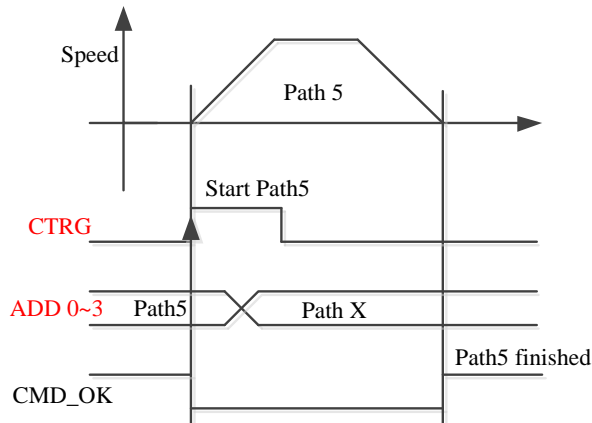 Speed
Path 5
Start Path5
CTRG
ADD 0~3
Path5
Path X
Path5 finished
CMD_OK